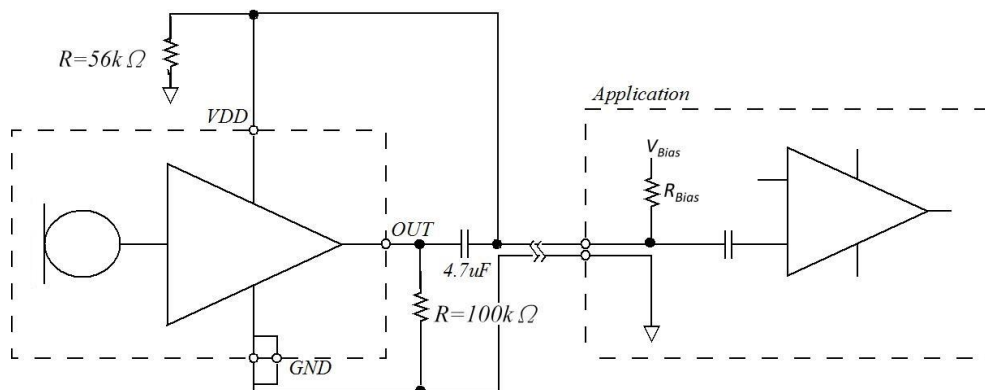 R=56k Ω
VDD
Application
V_Bias
R_Bias
OUT
4.7uF
R=100k Ω
GND